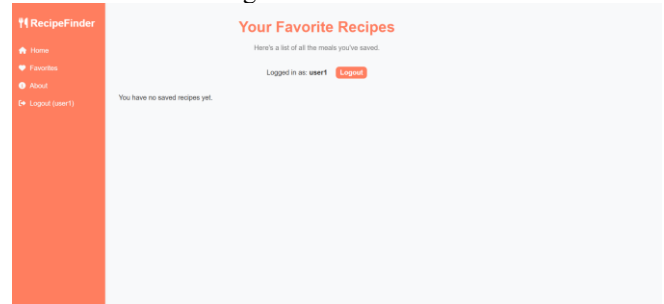 RecipeFinder
Home
Favorites
About
Logout (user1)
Your Favorite Recipes
Here's a list of all the meals you've saved.
Logged in as: user1 Logout
You have no saved recipes yet.